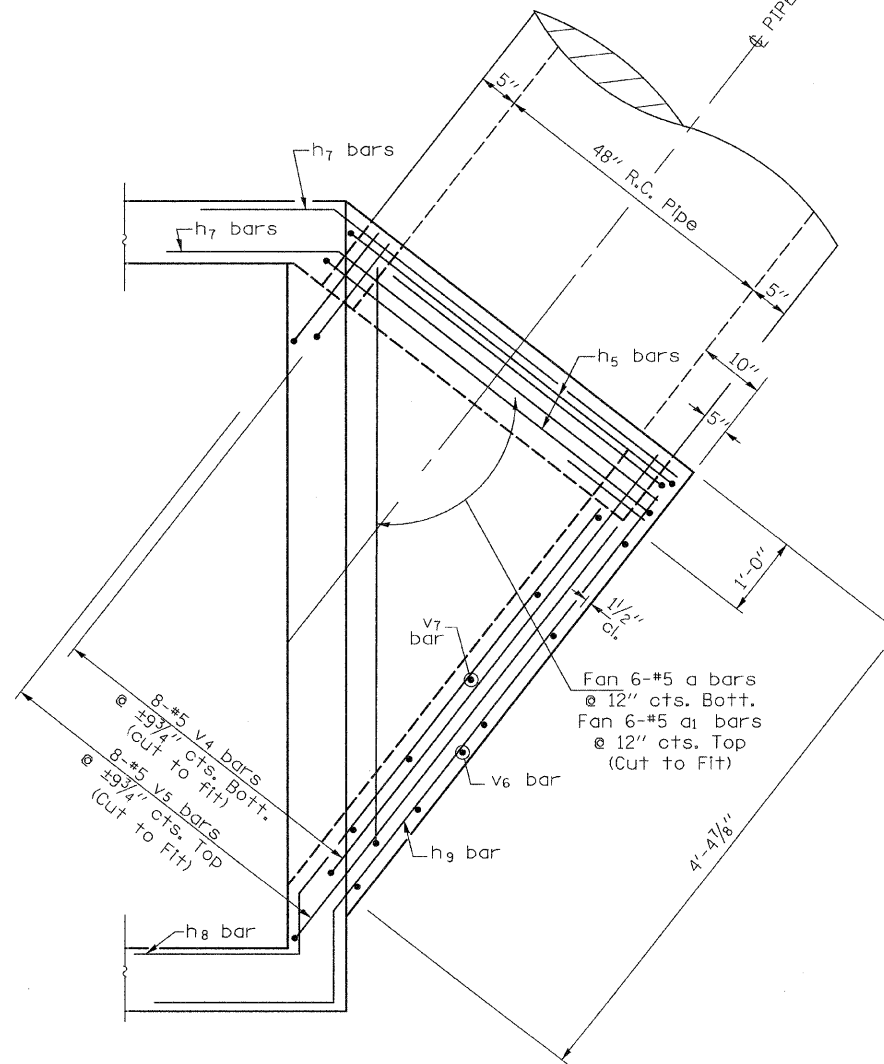 ℄ PIPE
5"
h7 bars
48" R.C. Pipe
h7 bars
5"
h5 bars
10"
5"
1'-0"
1½"
cl.
v7
bar
Fan 6-#5 a bars
@ 12" cts. Bott.
Fan 6-#5 a1 bars
@ 12" cts. Top
(Cut to Fit)
8-#5 v4 bars
@ ±9¾" cts. Bott.
(cut to fit)
8-#5 v5 bars
@ ±9¾" cts. Top
(Cut to Fit)
v6 bar
4'-4⅞"
h9 bar
h8 bar